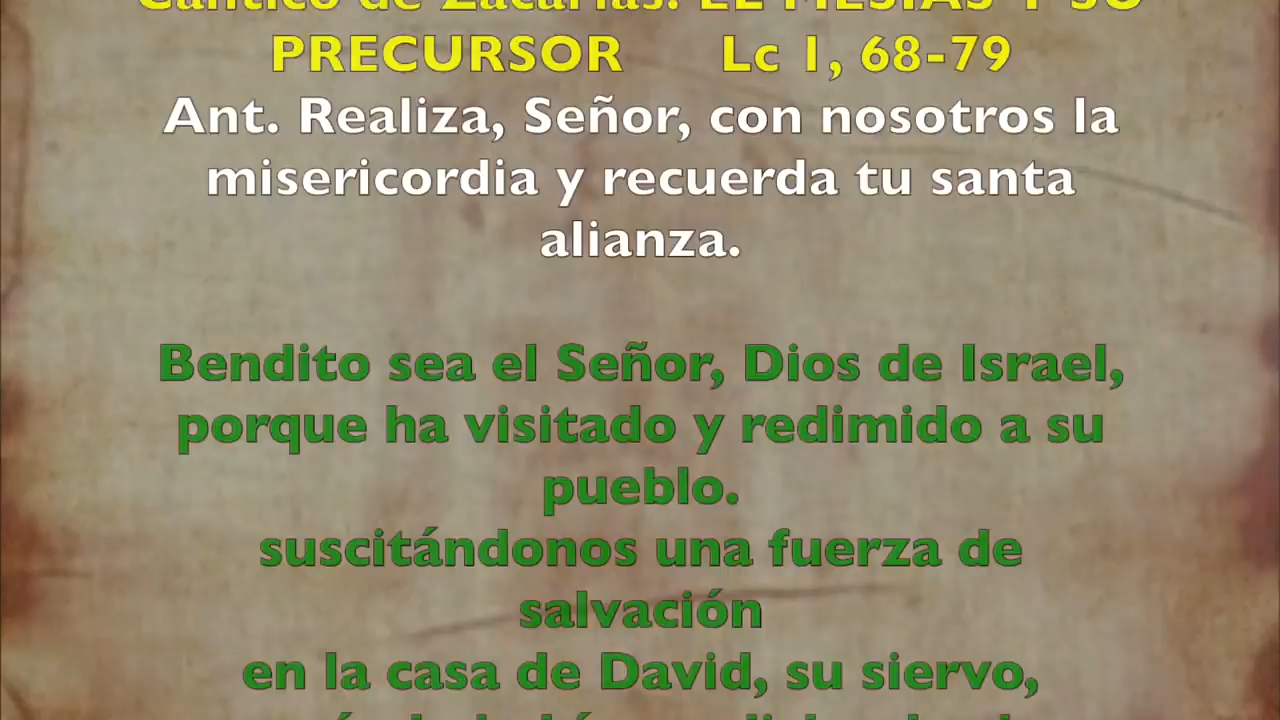 Cántico de Zacarías. EL MESÍAS Y SU
PRECURSOR Lc 1, 68-79
Ant. Realiza, Señor, con nosotros la
misericordia y recuerda tu santa
alianza.
Bendito sea el Señor, Dios de Israel,
porque ha visitado y redimido a su
pueblo.
suscitándonos una fuerza de
salvación
en la casa de David, su siervo,